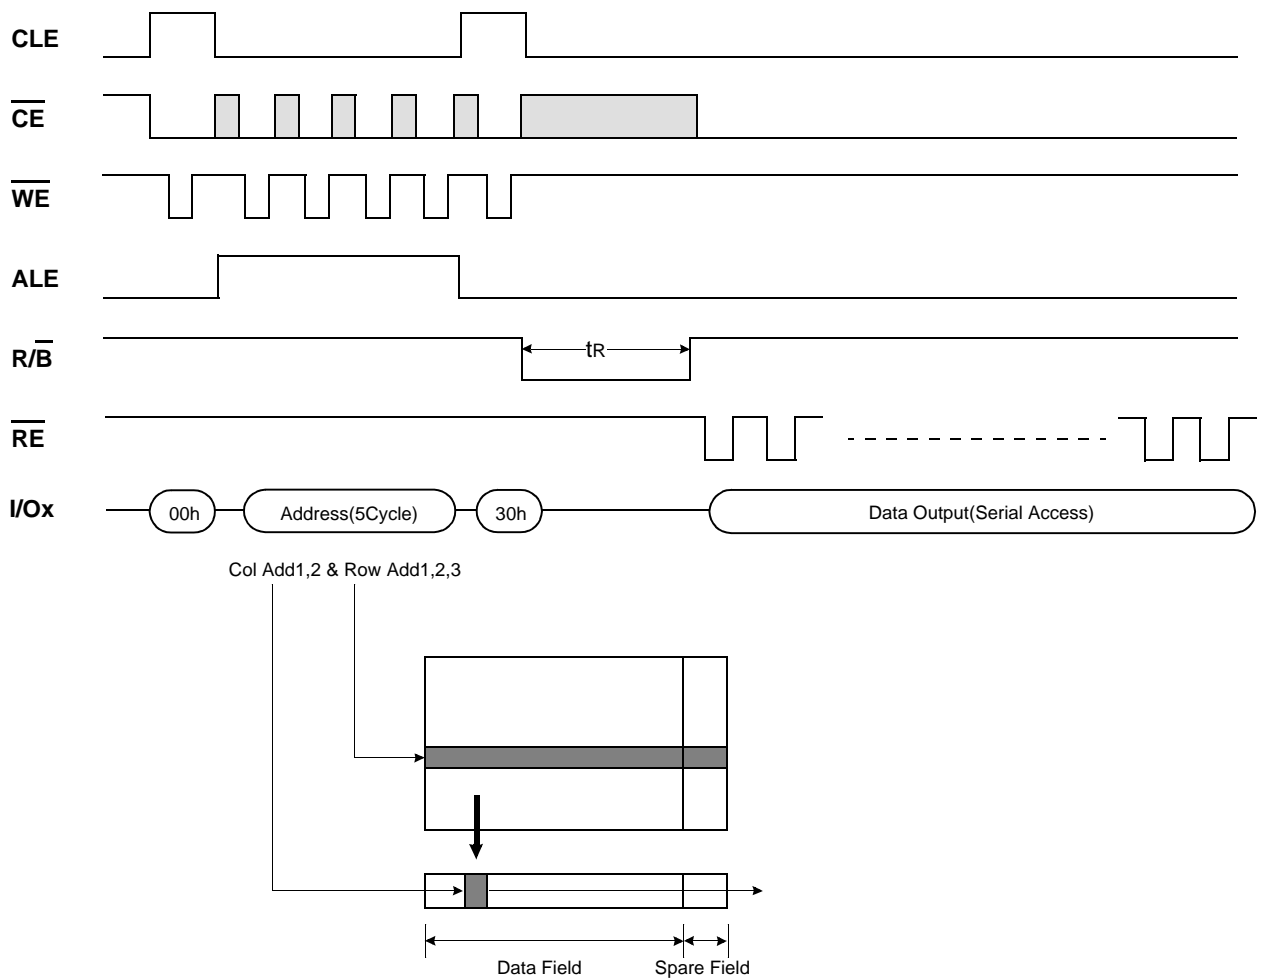 CLE
CE
WE
ALE
R/B
tR
RE
I/Ox
00h
Address(5Cycle)
30h
Data Output(Serial Access)
Col Add1,2 & Row Add1,2,3
Data Field
Spare Field